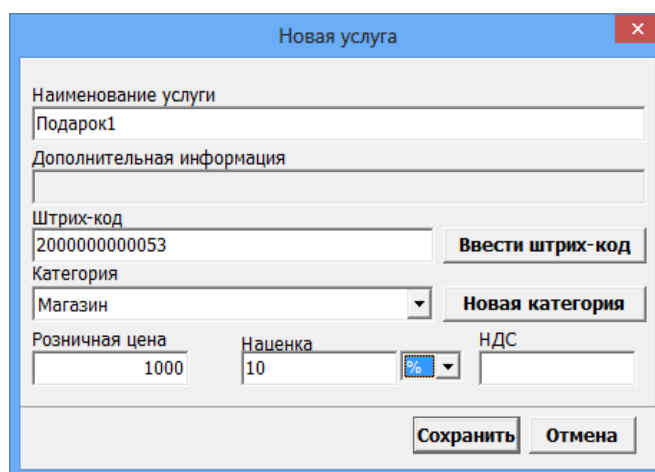 Новая услуга
Наименование услуги
Подарок1
Дополнительная информация
Штрих-код
2000000000053 Ввести штрих-код
Категория
Магазин Новая категория
Розничная цена Наценка НДС
1000 10 %
Сохранить Отмена